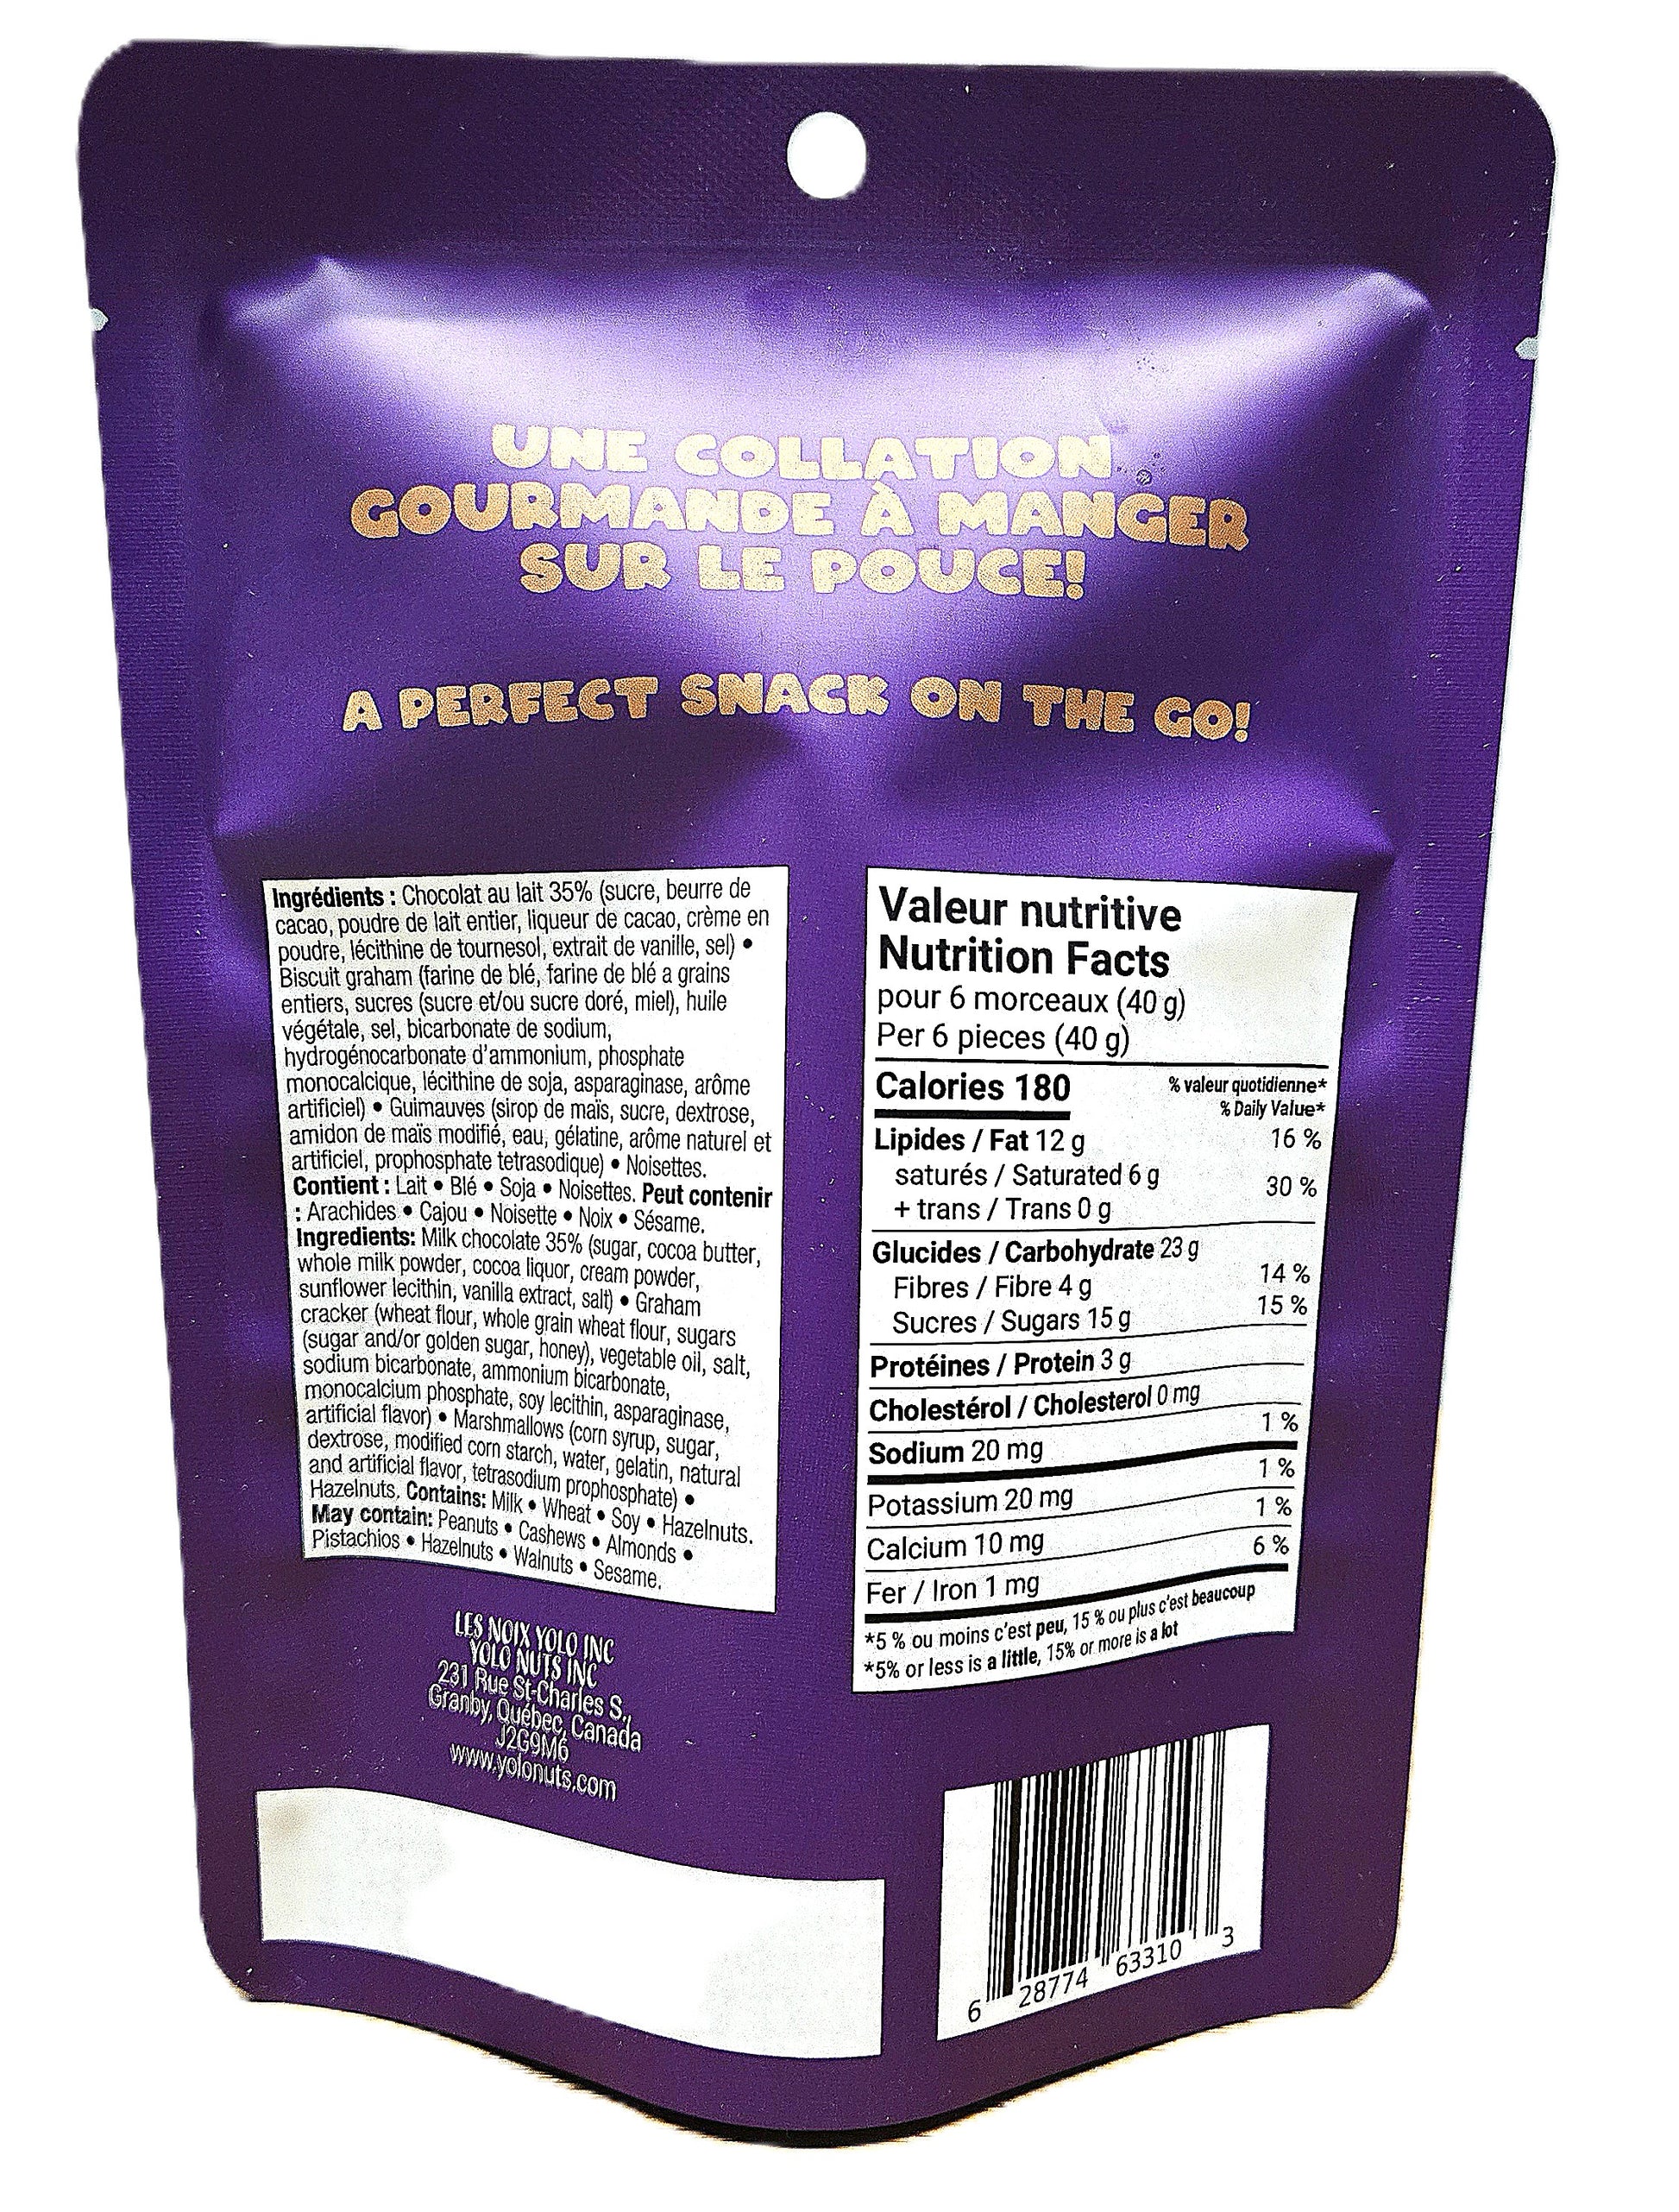 UNE COLLATION
GOURMANDE À MANGER
SUR LE POUCE!
A PERFECT SNACK ON THE GO!
Ingrédients : Chocolat au lait 35% (sucre, beurre de
cacao, poudre de lait entier, liqueur de cacao, crème en
poudre, lécithine de tournesol, extrait de vanille, sel) •
Biscuit graham (farine de blé, farine de blé a grains
entiers, sucres (sucre et/ou sucre doré, miel), huile
végétale, sel, bicarbonate de sodium,
hydrogénocarbonate d'ammonium, phosphate
monocalcique, lécithine de soja, asparaginase, arôme
artificiel) • Guimauves (sirop de maïs, sucre, dextrose,
amidon de maïs modifié, eau, gélatine, arôme naturel et
artificiel, prophosphate tetrasodique) • Noisettes.
Contient : Lait • Blé • Soja • Noisettes. Peut contenir
: Arachides • Cajou • Noisette • Noix • Sésame.
Ingredients: Milk chocolate 35% (sugar, cocoa butter,
whole milk powder, cocoa liquor, cream powder,
sunflower lecithin, vanilla extract, salt) • Graham
cracker (wheat flour, whole grain wheat flour, sugars
(sugar and/or golden sugar, honey), vegetable oil, salt,
sodium bicarbonate, ammonium bicarbonate,
monocalcium phosphate, soy lecithin, asparaginase,
artificial flavor) • Marshmallows (corn syrup, sugar,
dextrose, modified corn starch, water, gelatin, natural
and artificial flavor, tetrasodium prophosphate) •
Hazelnuts. Contains: Milk • Wheat • Soy • Hazelnuts.
May contain: Peanuts • Cashews • Almonds •
Pistachios • Hazelnuts • Walnuts • Sesame.
LES NOIX YOLO INC
YOLO NUTS INC
231 Rue St-Charles S.,
Granby, Québec, Canada
J2G9M6
www.yolonuts.com
Valeur nutritive
Nutrition Facts
pour 6 morceaux (40 g)
Per 6 pieces (40 g)
Calories 180 % valeur quotidienne*
% Daily Value*
Lipides / Fat 12 g 16 %
saturés / Saturated 6 g 30 %
+ trans / Trans 0 g
Glucides / Carbohydrate 23 g
Fibres / Fibre 4 g 14 %
Sucres / Sugars 15 g 15 %
Protéines / Protein 3 g
Cholestérol / Cholesterol 0 mg
Sodium 20 mg 1 %
Potassium 20 mg 1 %
Calcium 10 mg 1 %
Fer / Iron 1 mg 6 %
*5 % ou moins c'est peu, 15 % ou plus c'est beaucoup
*5% or less is a little, 15% or more is a lot
6 28774 63310 3